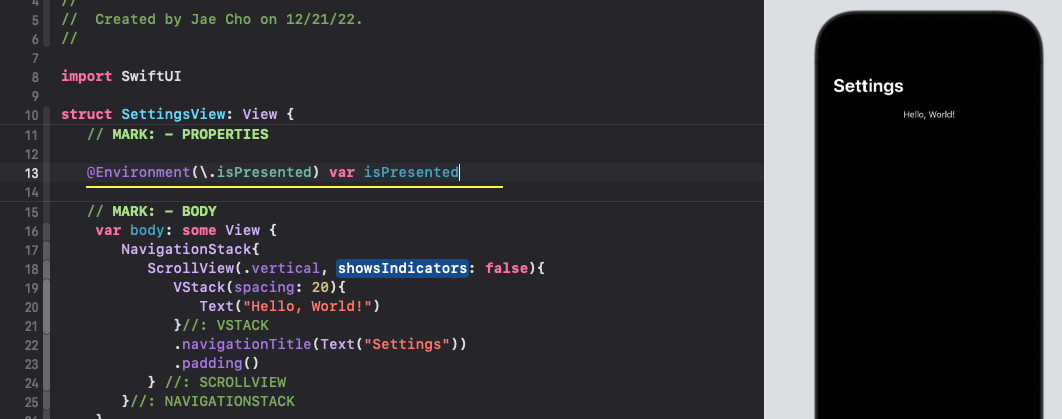 4 //
5 // Created by Jae Cho on 12/21/22.
6 //
7
8 import SwiftUI
9
10 struct SettingsView: View {
11 // MARK: - PROPERTIES
12
13 @Environment(\.isPresented) var isPresented
14
15 // MARK: - BODY
16 var body: some View {
17 NavigationStack{
18 ScrollView(.vertical, showsIndicators: false){
19 VStack(spacing: 20){
20 Text("Hello, World!")
21 }//: VSTACK
22 .navigationTitle(Text("Settings"))
23 .padding()
24 } //: SCROLLVIEW
25 }//: NAVIGATIONSTACK
26 }
Settings
Hello, World!